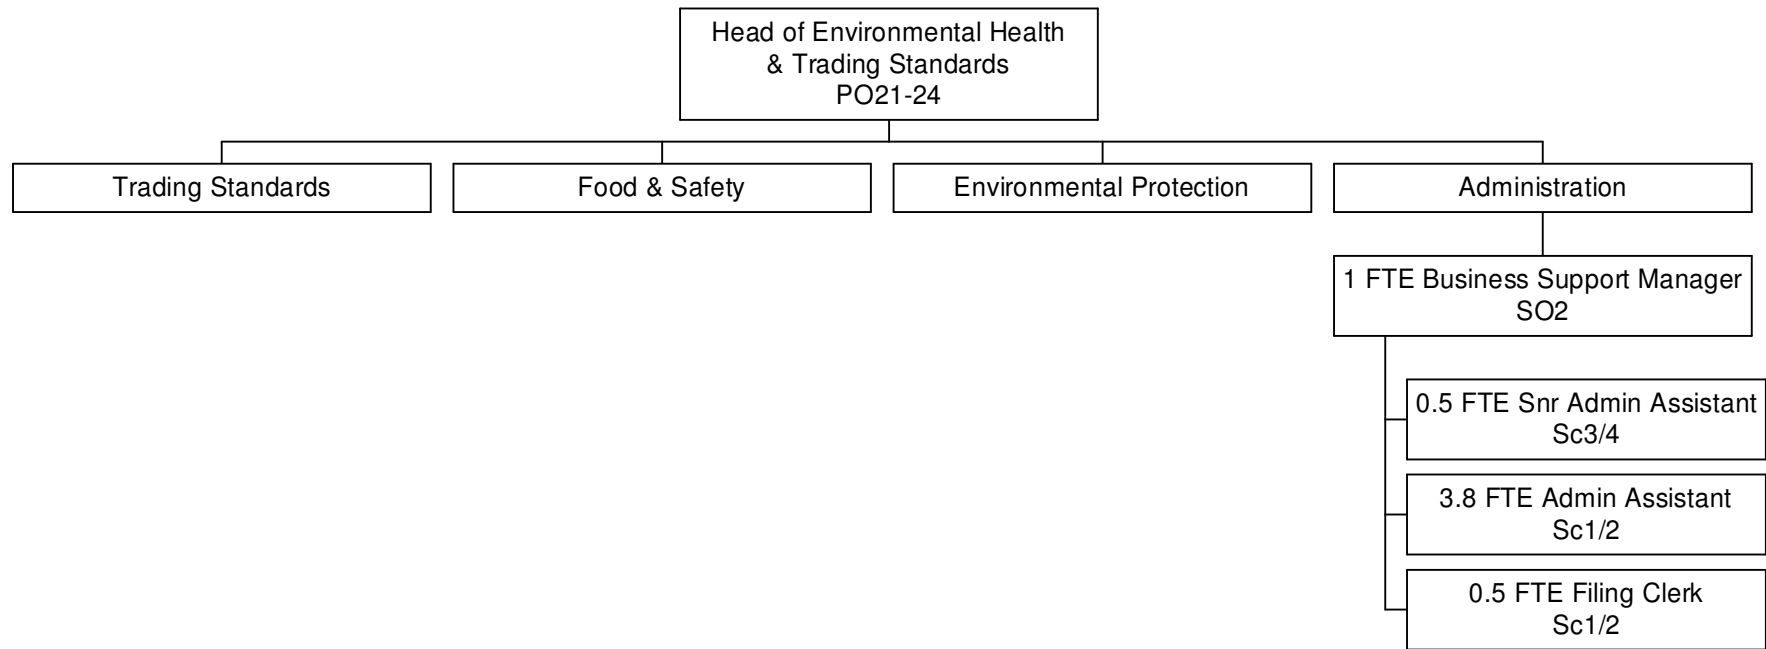 Head of Environmental Health
& Trading Standards
PO21-24
Trading Standards
Food & Safety
Environmental Protection
Administration
1 FTE Business Support Manager
SO2
0.5 FTE Snr Admin Assistant
Sc3/4
3.8 FTE Admin Assistant
Sc1/2
0.5 FTE Filing Clerk
Sc1/2